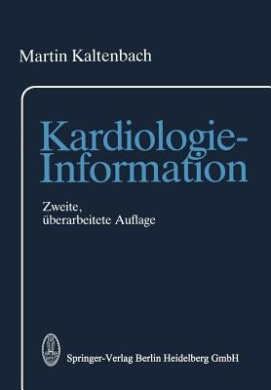 Martin Kaltenbach
Kardiologie-
Information
Zweite,
überarbeitete Auflage
Springer-Verlag Berlin Heidelberg GmbH